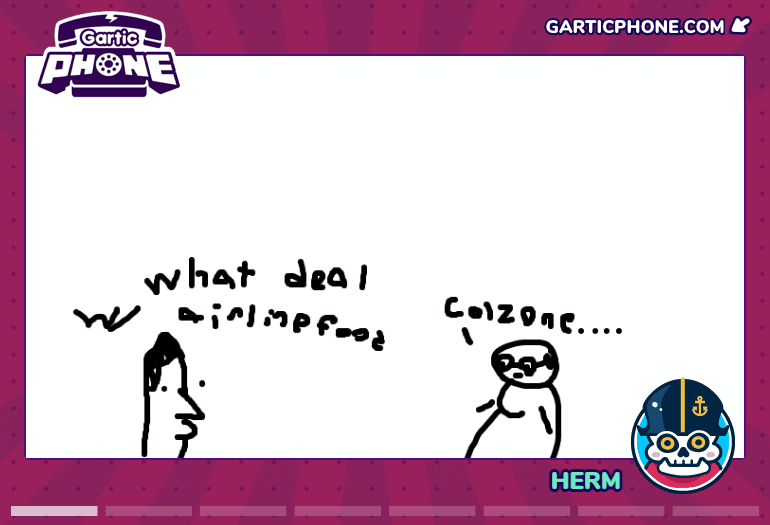 Gartic
PHONE
GARTICPHONE.COM
what deal
w/ airlinefood
Calzone....
HERM